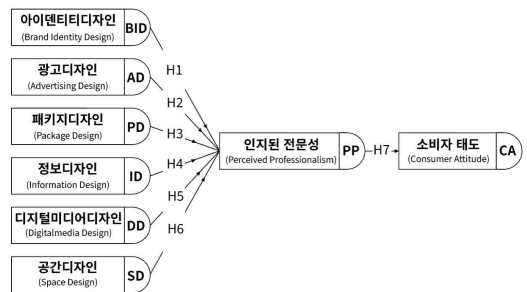 아이덴티티디자인
(Brand Identity Design)
BID
H1
광고디자인
(Advertising Design)
AD
H2
패키지디자인
(Package Design)
PD
H3
인지된 전문성
(Perceived Professionalism)
PP
H7
소비자 태도
(Consumer Attitude)
CA
정보디자인
(Information Design)
ID
H4
디지털미디어디자인
(Digitalmedia Design)
DD
H5
공간디자인
(Space Design)
SD
H6